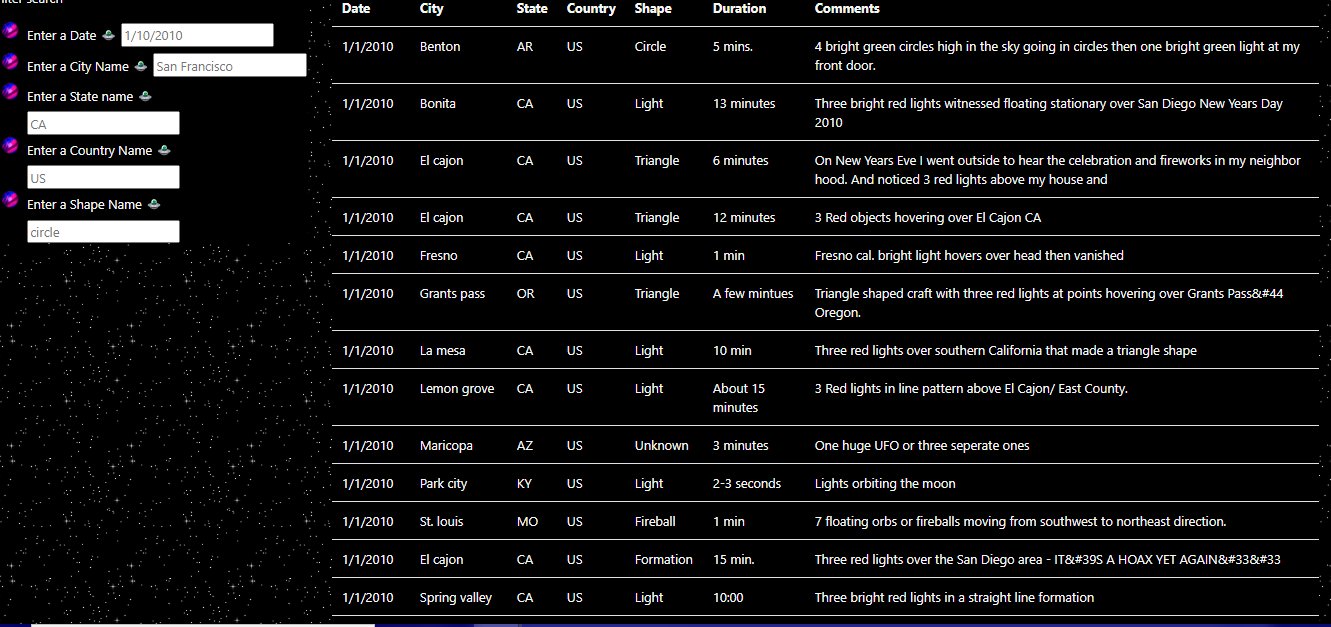 Filter Search
Enter a Date 1/10/2010
Enter a City Name San Francisco
Enter a State name
CA
Enter a Country Name
US
Enter a Shape Name
circle
Date City State Country Shape Duration Comments
1/1/2010 Benton AR US Circle 5 mins. 4 bright green circles high in the sky going in circles then one bright green light at my
front door.
1/1/2010 Bonita CA US Light 13 minutes Three bright red lights witnessed floating stationary over San Diego New Years Day
2010
1/1/2010 El cajon CA US Triangle 6 minutes On New Years Eve I went outside to hear the celebration and fireworks in my neighbor
hood. And noticed 3 red lights above my house and
1/1/2010 El cajon CA US Triangle 12 minutes 3 Red objects hovering over El Cajon CA
1/1/2010 Fresno CA US Light 1 min Fresno cal. bright light hovers over head then vanished
1/1/2010 Grants pass OR US Triangle A few mintues Triangle shaped craft with three red lights at points hovering over Grants Pass&#44
Oregon.
1/1/2010 La mesa CA US Light 10 min Three red lights over southern California that made a triangle shape
1/1/2010 Lemon grove CA US Light About 15 3 Red lights in line pattern above El Cajon/ East County.
minutes
1/1/2010 Maricopa AZ US Unknown 3 minutes One huge UFO or three seperate ones
1/1/2010 Park city KY US Light 2-3 seconds Lights orbiting the moon
1/1/2010 St. louis MO US Fireball 1 min 7 floating orbs or fireballs moving from southwest to northeast direction.
1/1/2010 El cajon CA US Formation 15 min. Three red lights over the San Diego area - IT&#39S A HOAX YET AGAIN&#33&#33
1/1/2010 Spring valley CA US Light 10:00 Three bright red lights in a straight line formation